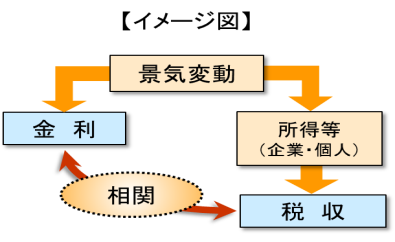 【イメージ図】
景気変動
金 利
所得等
（企業・個人）
相関
税 収